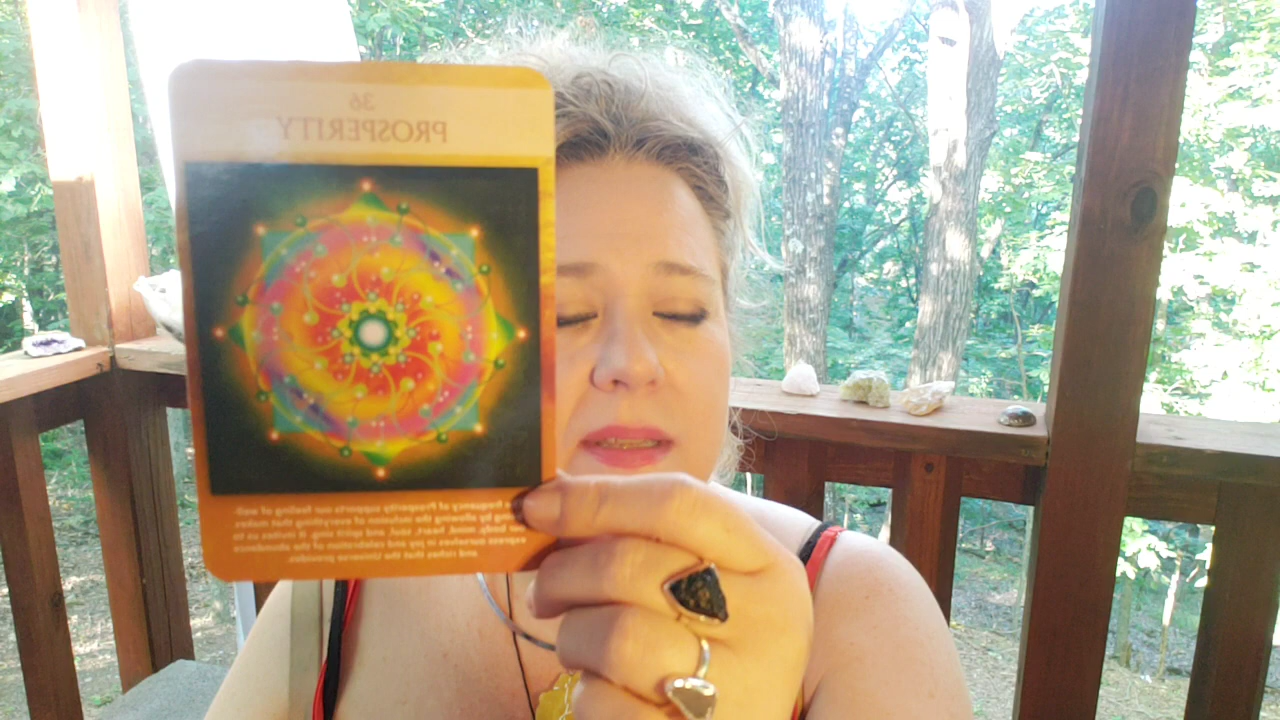 36
PROSPERITY
frequency of Prosperity supports our feeling of well-
by allowing the infusion of everything that makes
body, mind, heart, soul, and spirit sing. It invites us to
express ourselves in joy and celebration of the abundance
and riches that the Universe provides.